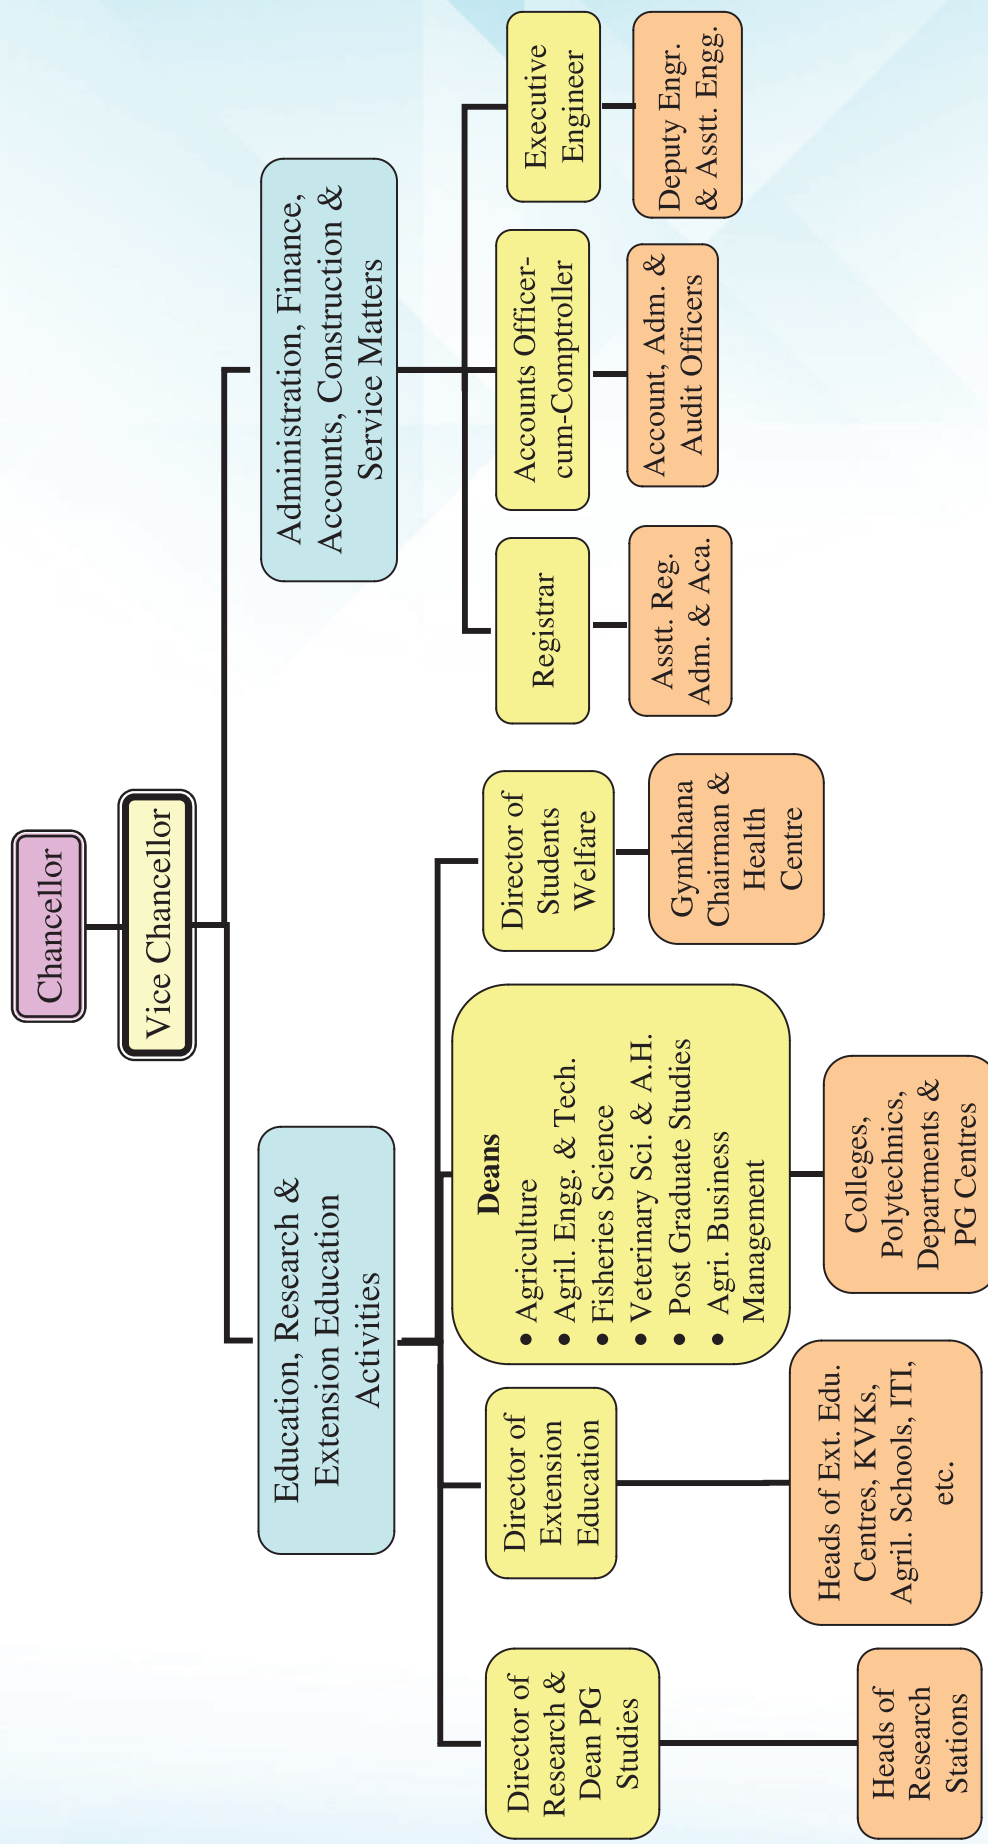 Chancellor
Vice Chancellor
Education, Research &
Extension Education
Activities
Administration, Finance,
Accounts, Construction &
Service Matters
Director of
Research &
Dean PG
Studies
Director of
Extension
Education
Deans
• Agriculture
• Agril. Engg. & Tech.
• Fisheries Science
• Veterinary Sci. & A.H.
• Post Graduate Studies
• Agri. Business
Management
Director of
Students
Welfare
Registrar
Accounts Officer-
cum-Comptroller
Executive
Engineer
Heads of
Research
Stations
Heads of Ext. Edu.
Centres, KVKs,
Agril. Schools, ITI,
etc.
Colleges,
Polytechnics,
Departments &
PG Centres
Gymkhana
Chairman &
Health
Centre
Asstt. Reg.
Adm. & Aca.
Account, Adm. &
Audit Officers
Deputy Engr.
& Asstt. Engg.